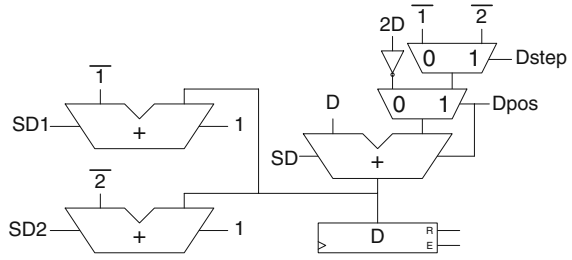 1̅ 2̅
2D
0 1 Dstep
1̅
D 0 1 Dpos
SD1 + 1
SD +
2̅
SD2 + 1
D R
E